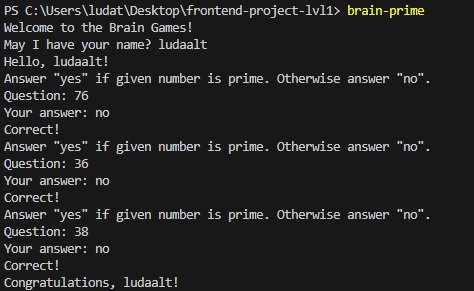 PS C:\Users\ludat\Desktop\frontend-project-lvl1> brain-prime
Welcome to the Brain Games!
May I have your name? ludaalt
Hello, ludaalt!
Answer "yes" if given number is prime. Otherwise answer "no".
Question: 76
Your answer: no
Correct!
Answer "yes" if given number is prime. Otherwise answer "no".
Question: 36
Your answer: no
Correct!
Answer "yes" if given number is prime. Otherwise answer "no".
Question: 38
Your answer: no
Correct!
Congratulations, ludaalt!